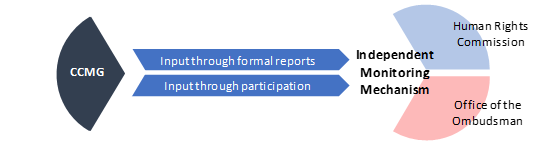 CCMG
Input through formal reports
Input through participation
Independent
Monitoring
Mechanism
Human Rights
Commission
Office of the
Ombudsman